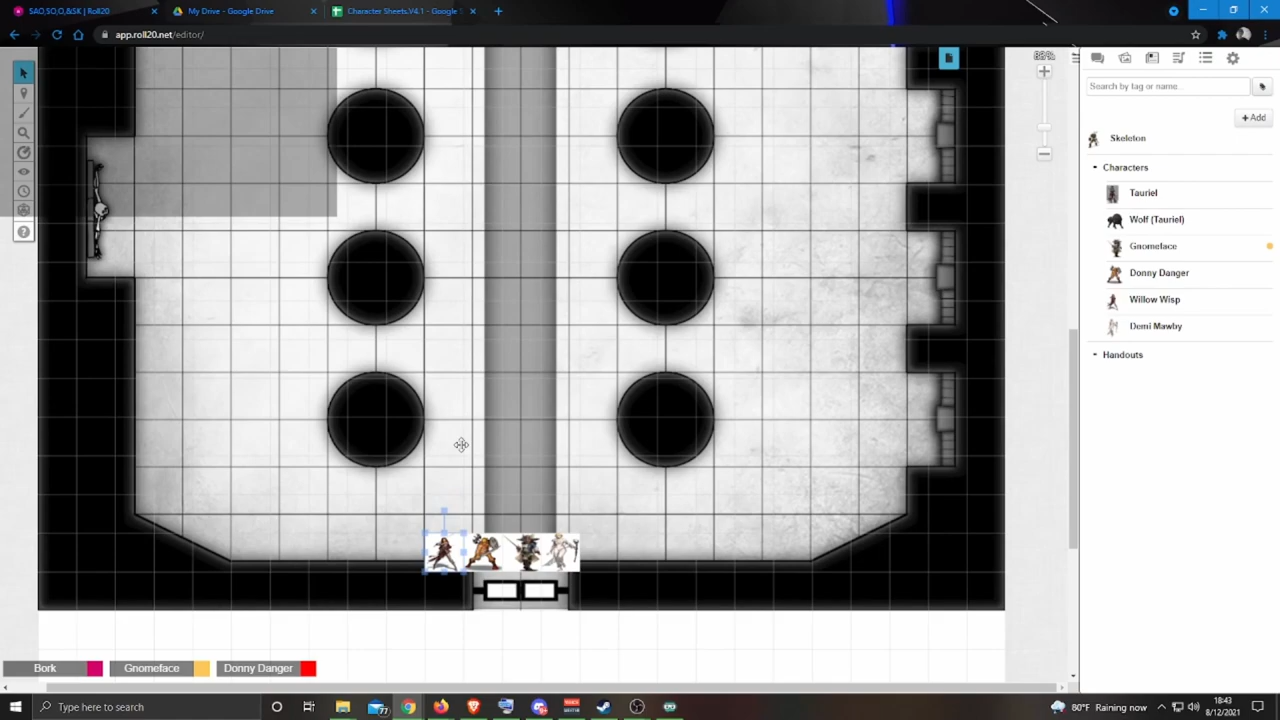 SAO,SO,O,&SK | Roll20
My Drive - Google Drive
Character Sheets.V4.1 - Google S
app.roll20.net/editor/
83%
Search by tag or name
+ Add
Skeleton
Characters
Tauriel
Wolf (Tauriel)
Gnomeface
Donny Danger
Willow Wisp
Demi Mawby
Handouts
Bork
Gnomeface
Donny Danger
Type here to search
77
80°F Raining now
18:43
8/12/2021